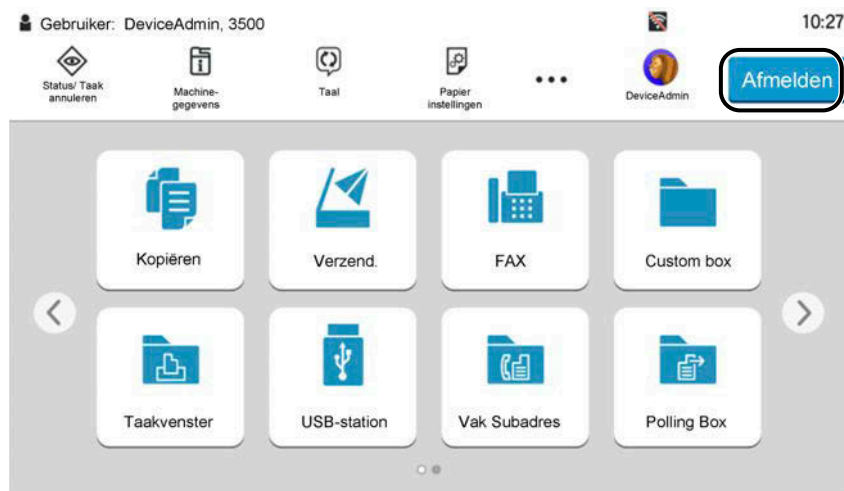 Gebruiker: DeviceAdmin, 3500
10:27
Status/ Taak
annuleren
Machine-
gegevens
Taal
Papier
instellingen
DeviceAdmin
Afmelden
Kopiëren
Verzend.
FAX
Custom box
Taakvenster
USB-station
Vak Subadres
Polling Box